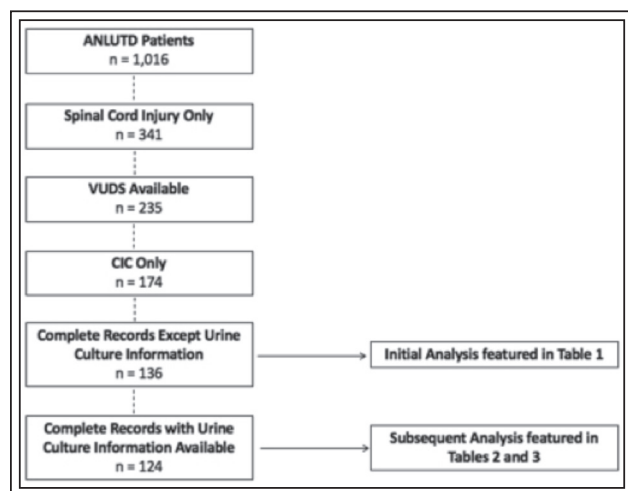 ANLUTD Patients
n = 1,016
Spinal Cord Injury Only
n = 341
VUDS Available
n = 235
CIC Only
n = 174
Complete Records Except Urine
Culture Information
n = 136
Initial Analysis featured in Table 1
Complete Records with Urine
Culture Information Available
n = 124
Subsequent Analysis featured in
Tables 2 and 3